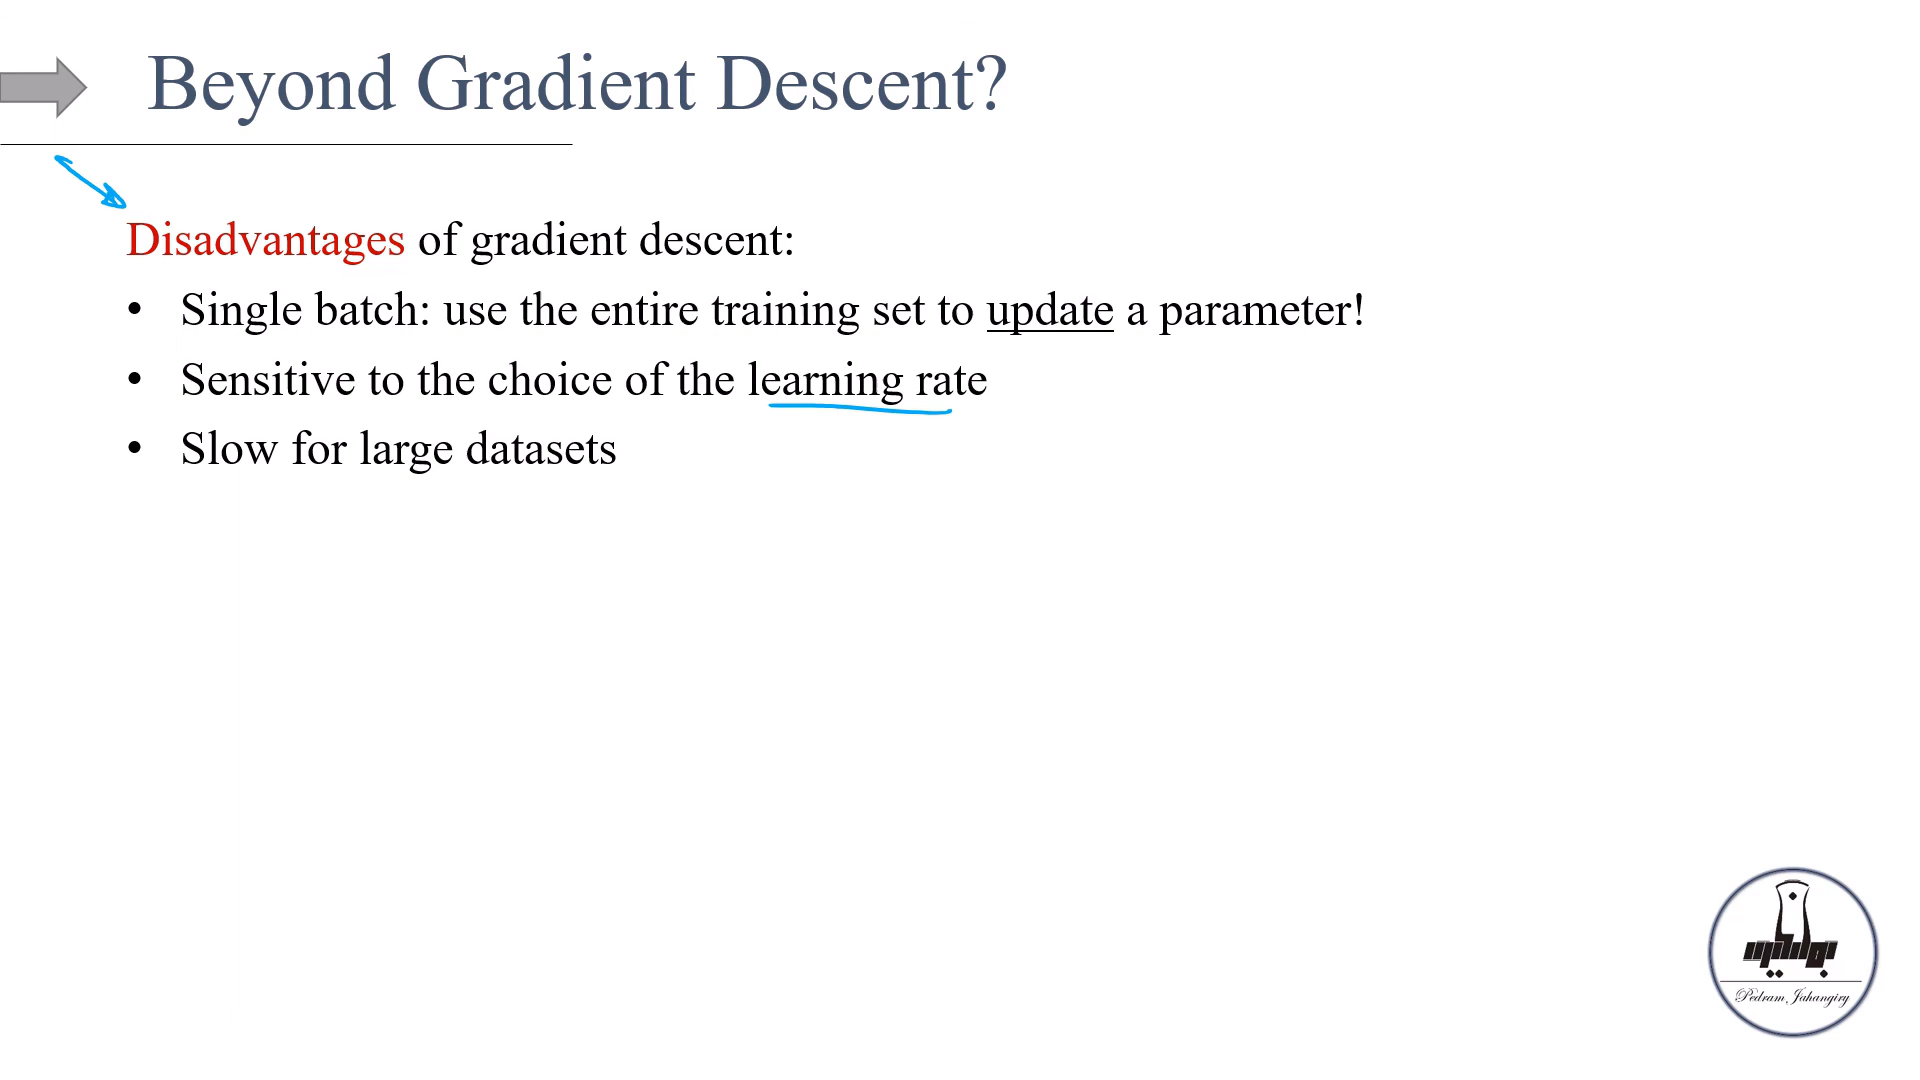 Beyond Gradient Descent?
Disadvantages of gradient descent:
• Single batch: use the entire training set to update a parameter!
• Sensitive to the choice of the learning rate
• Slow for large datasets
Pedram Jahangiry